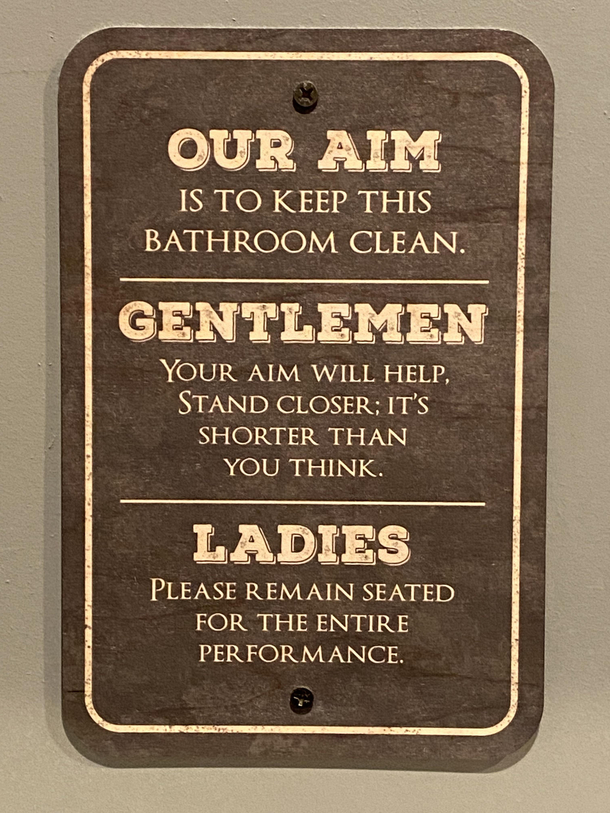 OUR AIM
IS TO KEEP THIS
BATHROOM CLEAN.
GENTLEMEN
YOUR AIM WILL HELP,
STAND CLOSER; IT'S
SHORTER THAN
YOU THINK.
LADIES
PLEASE REMAIN SEATED
FOR THE ENTIRE
PERFORMANCE.